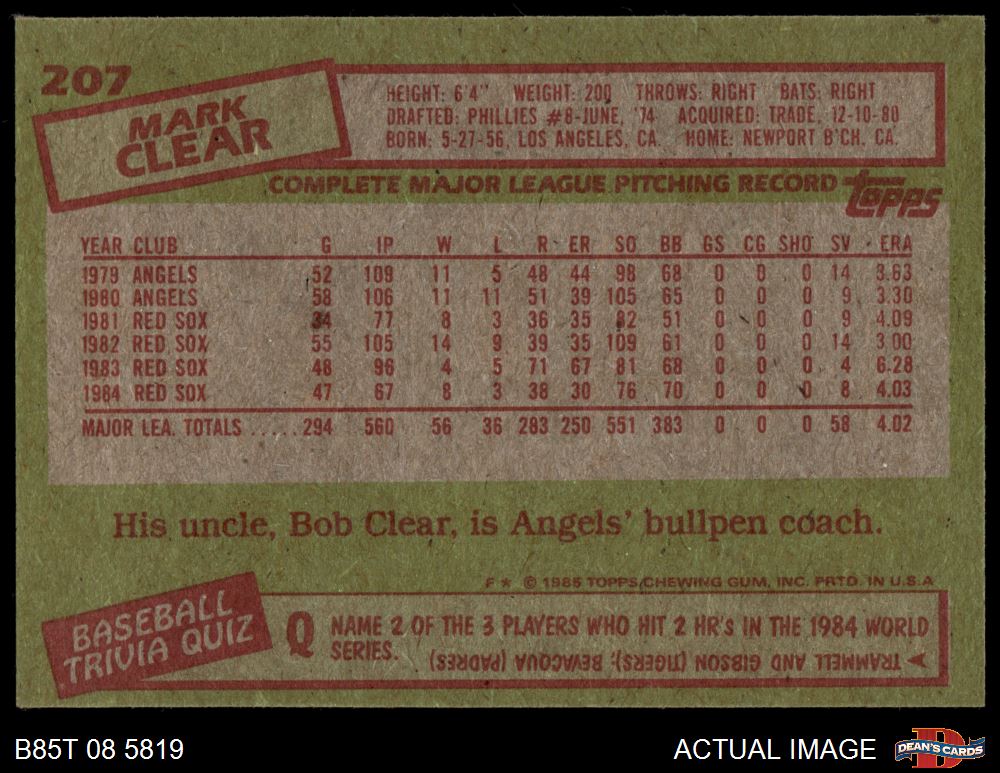 207
MARK
CLEAR
HEIGHT: 6'4" WEIGHT: 200 THROWS: RIGHT BATS: RIGHT
DRAFTED: PHILLIES #8-JUNE, '74 ACQUIRED: TRADE, 12-10-80
BORN: 5-27-56, LOS ANGELES, CA. HOME: NEWPORT B'CH, CA.
COMPLETE MAJOR LEAGUE PITCHING RECORD
topps
YEAR CLUB G IP W L R ER SO BB GS CG SHO SV ERA
1979 ANGELS 52 109 11 5 48 44 98 68 0 0 0 14 3.63
1980 ANGELS 58 106 11 11 51 39 105 65 0 0 0 9 3.30
1981 RED SOX 34 77 8 3 36 35 82 51 0 0 0 9 4.09
1982 RED SOX 55 105 14 9 39 35 109 61 0 0 0 14 3.00
1983 RED SOX 48 96 4 5 71 67 81 68 0 0 0 4 6.28
1984 RED SOX 47 67 8 3 38 30 76 70 0 0 0 8 4.03
MAJOR LEA. TOTALS ..... 294 560 56 36 283 250 551 383 0 0 0 58 4.02
His uncle, Bob Clear, is Angels' bullpen coach.
F * © 1985 TOPPS CHEWING GUM, INC. PRTD. IN U.S.A
BASEBALL
TRIVIA QUIZ
Q NAME 2 OF THE 3 PLAYERS WHO HIT 2 HR's IN THE 1984 WORLD
SERIES.
TRAMMELL AND GIBSON (TIGERS); BEVACQUA (PADRES)
B85T 08 5819
ACTUAL IMAGE
D
DEAN'S CARDS